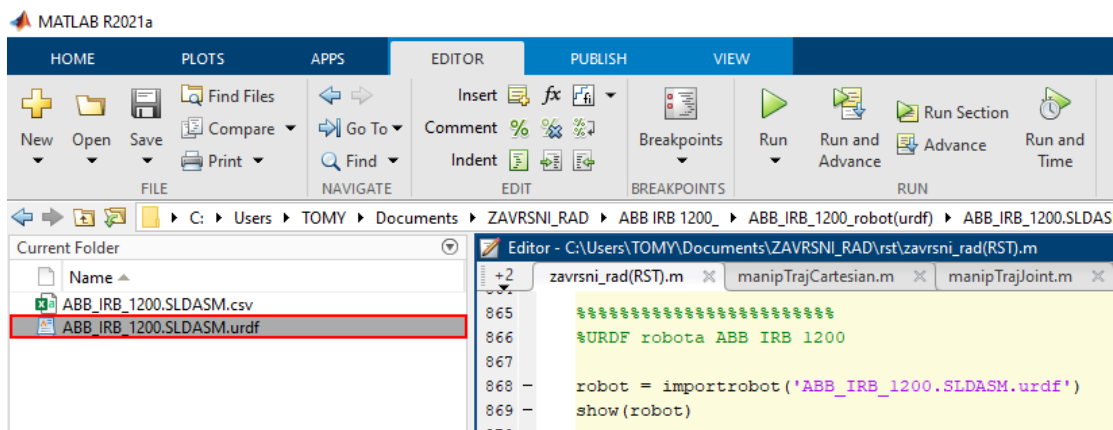 MATLAB R2021a
HOME PLOTS APPS EDITOR PUBLISH VIEW
Find Files Insert fx
New Open Save Compare Go To Comment % Breakpoints Run Run and Advance Run Section Run and Time
Print Find Indent Advance
FILE NAVIGATE EDIT BREAKPOINTS RUN
C: Users TOMY Documents ZAVRSNI_RAD ABB IRB 1200_ ABB_IRB_1200_robot(urdf) ABB_IRB_1200.SLDAS
Current Folder
Editor - C:\Users\TOMY\Documents\ZAVRSNI_RAD\rst\zavrsni_rad(RST).m
Name
+2 zavrsni_rad(RST).m manipTrajCartesian.m manipTrajJoint.m
ABB_IRB_1200.SLDASM.csv
ABB_IRB_1200.SLDASM.urdf
865 %%%%%%%%%%%%%%%%%%%%%%%%
866 %URDF robota ABB IRB 1200
867
868 – robot = importrobot('ABB_IRB_1200.SLDASM.urdf')
869 – show(robot)